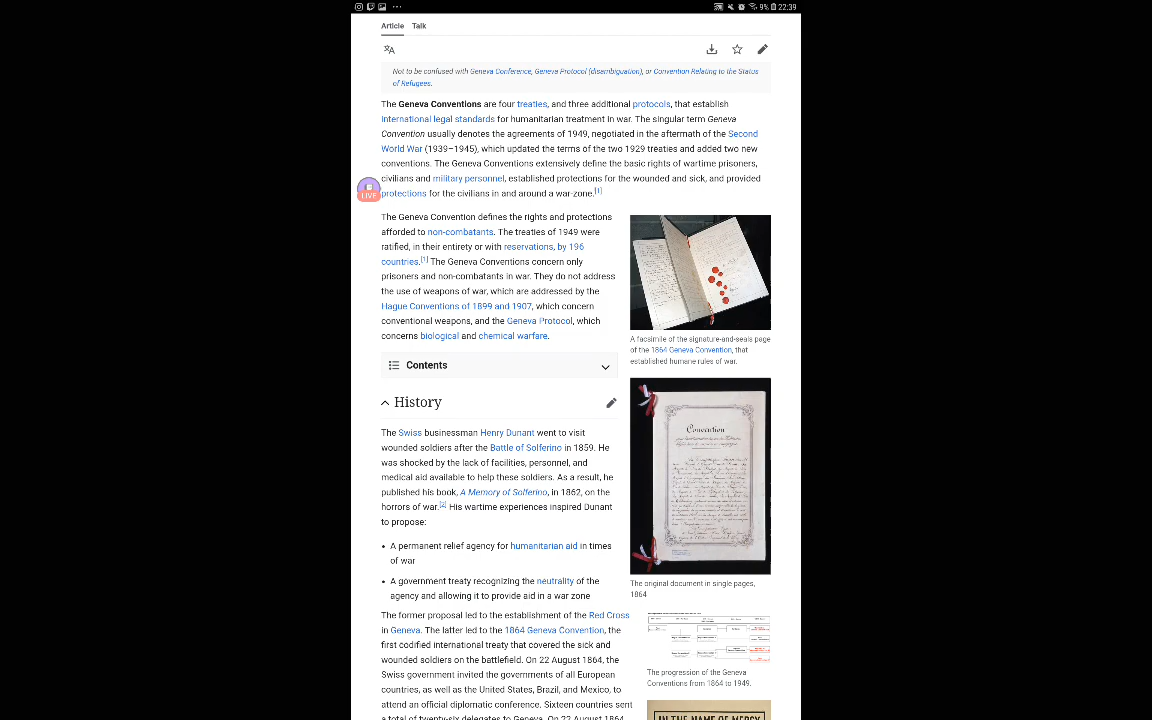 9% 22:39
Article Talk
Not to be confused with Geneva Conference, Geneva Protocol (disambiguation), or Convention Relating to the Status
of Refugees.
The Geneva Conventions are four treaties, and three additional protocols, that establish
international legal standards for humanitarian treatment in war. The singular term Geneva
Convention usually denotes the agreements of 1949, negotiated in the aftermath of the Second
World War (1939–1945), which updated the terms of the two 1929 treaties and added two new
conventions. The Geneva Conventions extensively define the basic rights of wartime prisoners,
civilians and military personnel, established protections for the wounded and sick, and provided
protections for the civilians in and around a war-zone.[1]
LIVE
The Geneva Convention defines the rights and protections
afforded to non-combatants. The treaties of 1949 were
ratified, in their entirety or with reservations, by 196
countries.[1] The Geneva Conventions concern only
prisoners and non-combatants in war. They do not address
the use of weapons of war, which are addressed by the
Hague Conventions of 1899 and 1907, which concern
conventional weapons, and the Geneva Protocol, which
concerns biological and chemical warfare.
A facsimile of the signature-and-seals page
of the 1864 Geneva Convention, that
established humane rules of war.
Contents
History
The Swiss businessman Henry Dunant went to visit
wounded soldiers after the Battle of Solferino in 1859. He
was shocked by the lack of facilities, personnel, and
medical aid available to help these soldiers. As a result, he
published his book, A Memory of Solferino, in 1862, on the
horrors of war.[2] His wartime experiences inspired Dunant
to propose:
• A permanent relief agency for humanitarian aid in times
of war
• A government treaty recognizing the neutrality of the
agency and allowing it to provide aid in a war zone
Convention
The original document in single pages,
1864
The former proposal led to the establishment of the Red Cross
in Geneva. The latter led to the 1864 Geneva Convention, the
first codified international treaty that covered the sick and
wounded soldiers on the battlefield. On 22 August 1864, the
Swiss government invited the governments of all European
countries, as well as the United States, Brazil, and Mexico, to
attend an official diplomatic conference. Sixteen countries sent
a total of twenty-six delegates to Geneva. On 22 August 1864,
The progression of the Geneva
Conventions from 1864 to 1949.
IN THE NAME OF MERCY